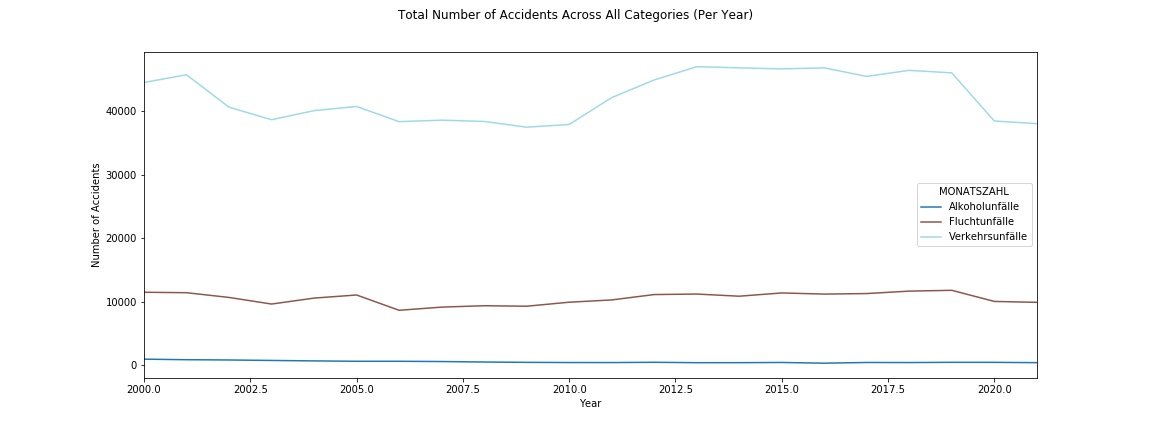 Total Number of Accidents Across All Categories (Per Year)
40000
30000
20000
10000
0
Number of Accidents
MONATSZAHL
Alkoholunfälle
Fluchtunfälle
Verkehrsunfälle
2000.0 2002.5 2005.0 2007.5 2010.0 2012.5 2015.0 2017.5 2020.0
Year